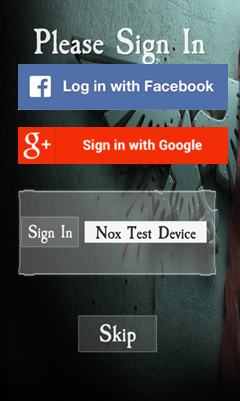 Please Sign In
f Log in with Facebook
g+ Sign in with Google
Sign In Nox Test Device
Skip